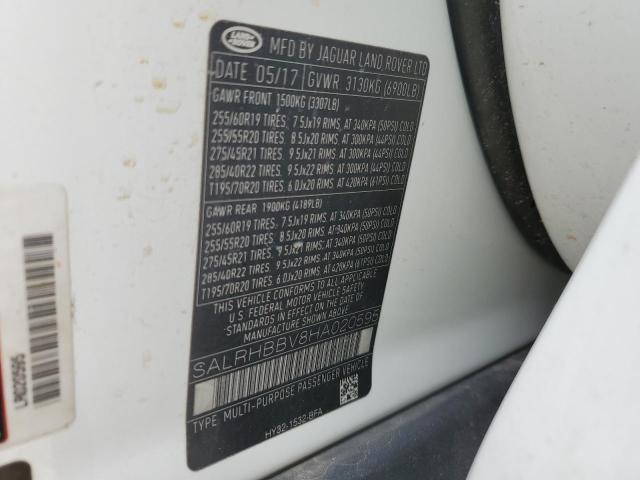 LAND
ROVER
MFD BY JAGUAR LAND ROVER LTD
DATE 05/17 GVWR 3130KG (6900LB)
GAWR FRONT 1500KG (3307LB)
255/60R19 TIRES, 7.5Jx19 RIMS, AT 340KPA (50PSI) COLD
255/55R20 TIRES, 8.5Jx20 RIMS, AT 300KPA (44PSI) COLD
275/45R21 TIRES, 9.5Jx21 RIMS, AT 300KPA (44PSI) COLD
285/40R22 TIRES, 9.5Jx22 RIMS, AT 300KPA (44PSI) COLD
T195/70R20 TIRES, 6.0Jx20 RIMS, AT 420KPA (61PSI) COLD
GAWR REAR 1900KG (4189LB)
255/60R19 TIRES, 7.5Jx19 RIMS, AT 340KPA (50PSI) COLD
255/55R20 TIRES, 8.5Jx20 RIMS, AT 340KPA (50PSI) COLD
275/45R21 TIRES, 9.5Jx21 RIMS, AT 340KPA (50PSI) COLD
285/40R22 TIRES, 9.5Jx22 RIMS, AT 340KPA (50PSI) COLD
T195/70R20 TIRES, 6.0Jx20 RIMS, AT 420KPA (61PSI) COLD
THIS VEHICLE CONFORMS TO ALL APPLICABLE
U.S. FEDERAL MOTOR VEHICLE SAFETY
STANDARDS IN EFFECT ON THE DATE OF
MANUFACTURE SHOWN ABOVE.
SALRHBBV8HA020595
TYPE: MULTI-PURPOSE PASSENGER VEHICLE
HY32-1532-BFA
LRD20595